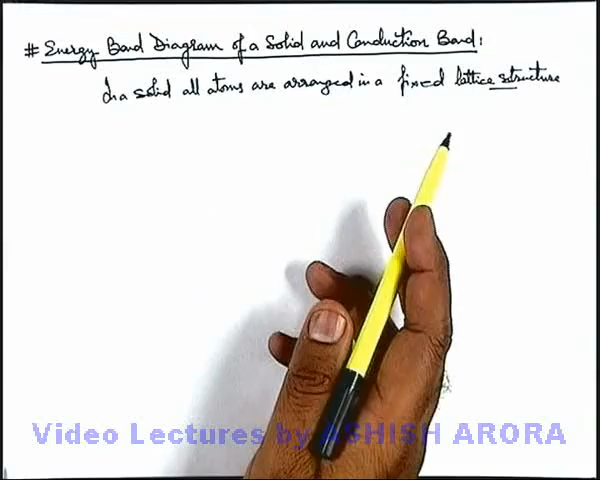 # Energy Band Diagram of a Solid and Conduction Band:
In a solid all atoms are arranged in a fixed lattice structure
Video Lectures by ASHISH ARORA